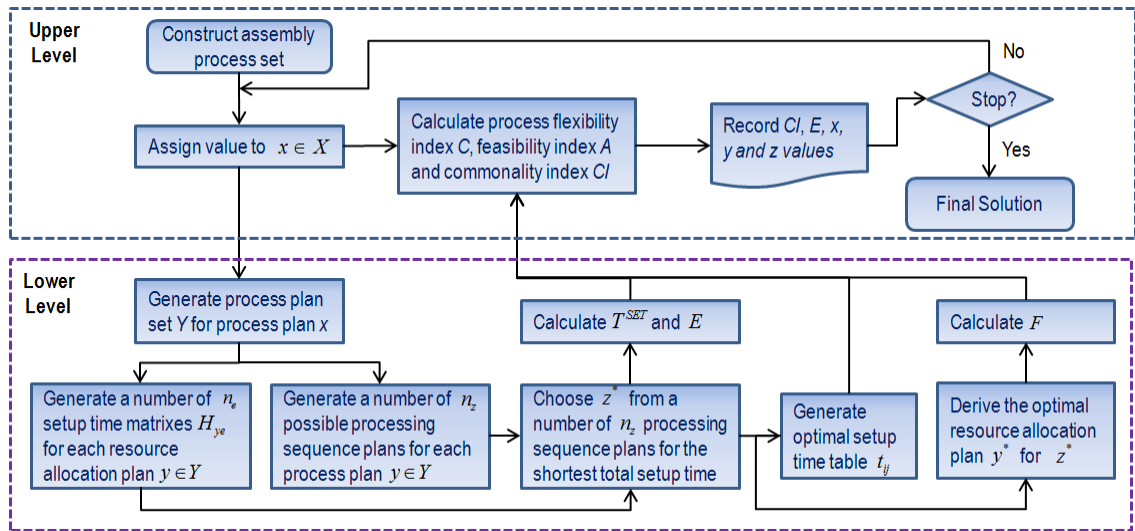 Upper
Level
Construct assembly
process set
No
Stop?
Assign value to x ∈ X
Calculate process flexibility
index C, feasibility index A
and commonality index CI
Record CI, E, x,
y and z values
Yes
Final Solution
Lower
Level
Generate process plan
set Y for process plan x
Calculate T^{SET} and E
Calculate F
Generate a number of n_e
setup time matrixes H_{ye}
for each resource
allocation plan y ∈ Y
Generate a number of n_z
possible processing
sequence plans for each
process plan y ∈ Y
Choose z^* from a
number of n_z processing
sequence plans for the
shortest total setup time
Generate
optimal setup
time table t_{ij}
Derive the optimal
resource allocation
plan y^* for z^*